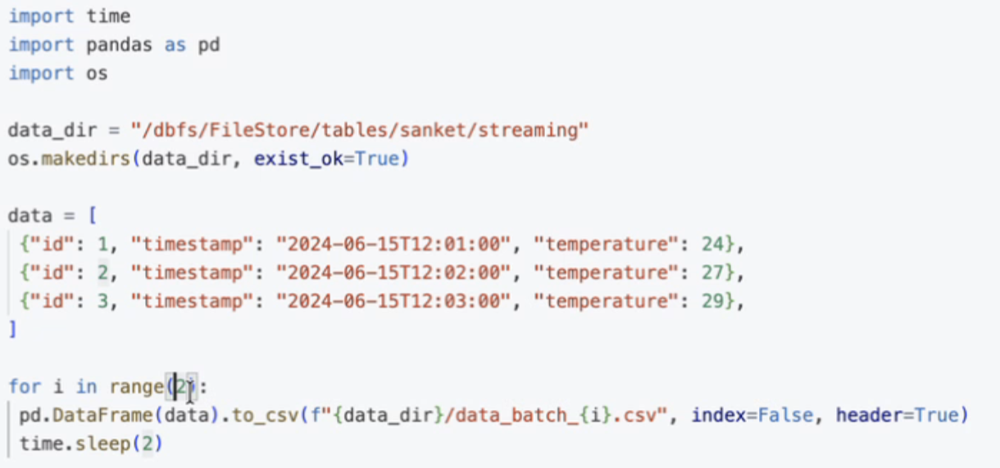 import time
import pandas as pd
import os
data_dir = "/dbfs/FileStore/tables/sanket/streaming"
os.makedirs(data_dir, exist_ok=True)
data = [
{"id": 1, "timestamp": "2024-06-15T12:01:00", "temperature": 24},
{"id": 2, "timestamp": "2024-06-15T12:02:00", "temperature": 27},
{"id": 3, "timestamp": "2024-06-15T12:03:00", "temperature": 29},
]
for i in range(2):
pd.DataFrame(data).to_csv(f"{data_dir}/data_batch_{i}.csv", index=False, header=True)
time.sleep(2)